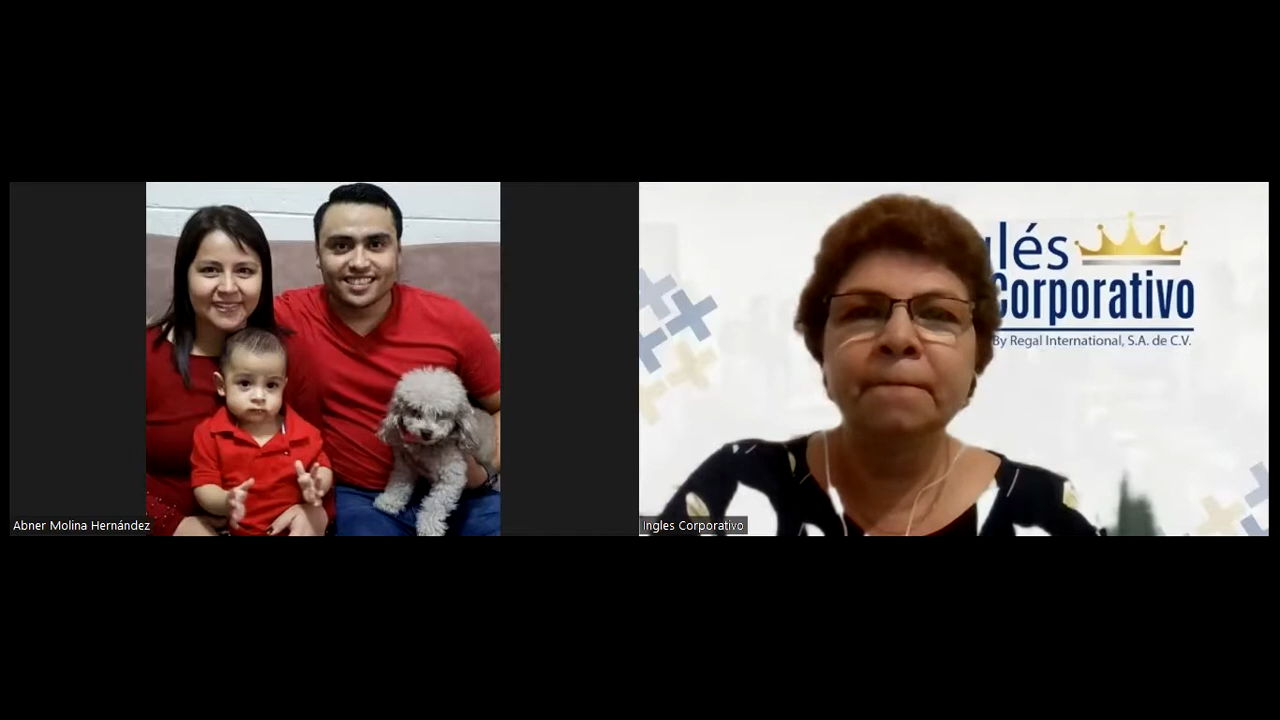 Abner Molina Hernández
lés
Corporativo
By Regal International, S.A. de C.V.
Ingles Corporativo